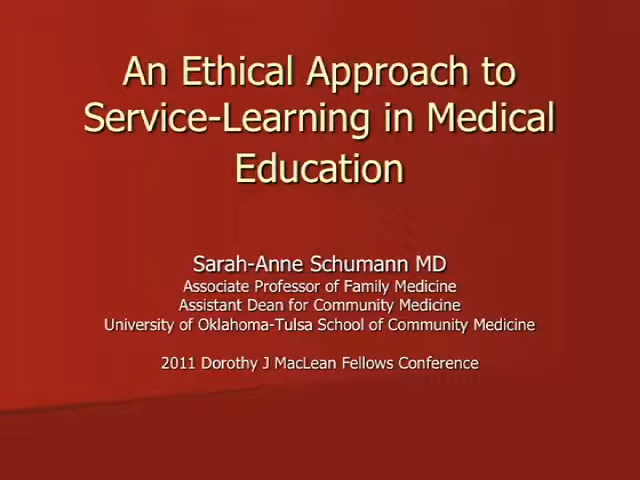 An Ethical Approach to
Service-Learning in Medical
Education
Sarah-Anne Schumann MD
Associate Professor of Family Medicine
Assistant Dean for Community Medicine
University of Oklahoma-Tulsa School of Community Medicine
2011 Dorothy J MacLean Fellows Conference